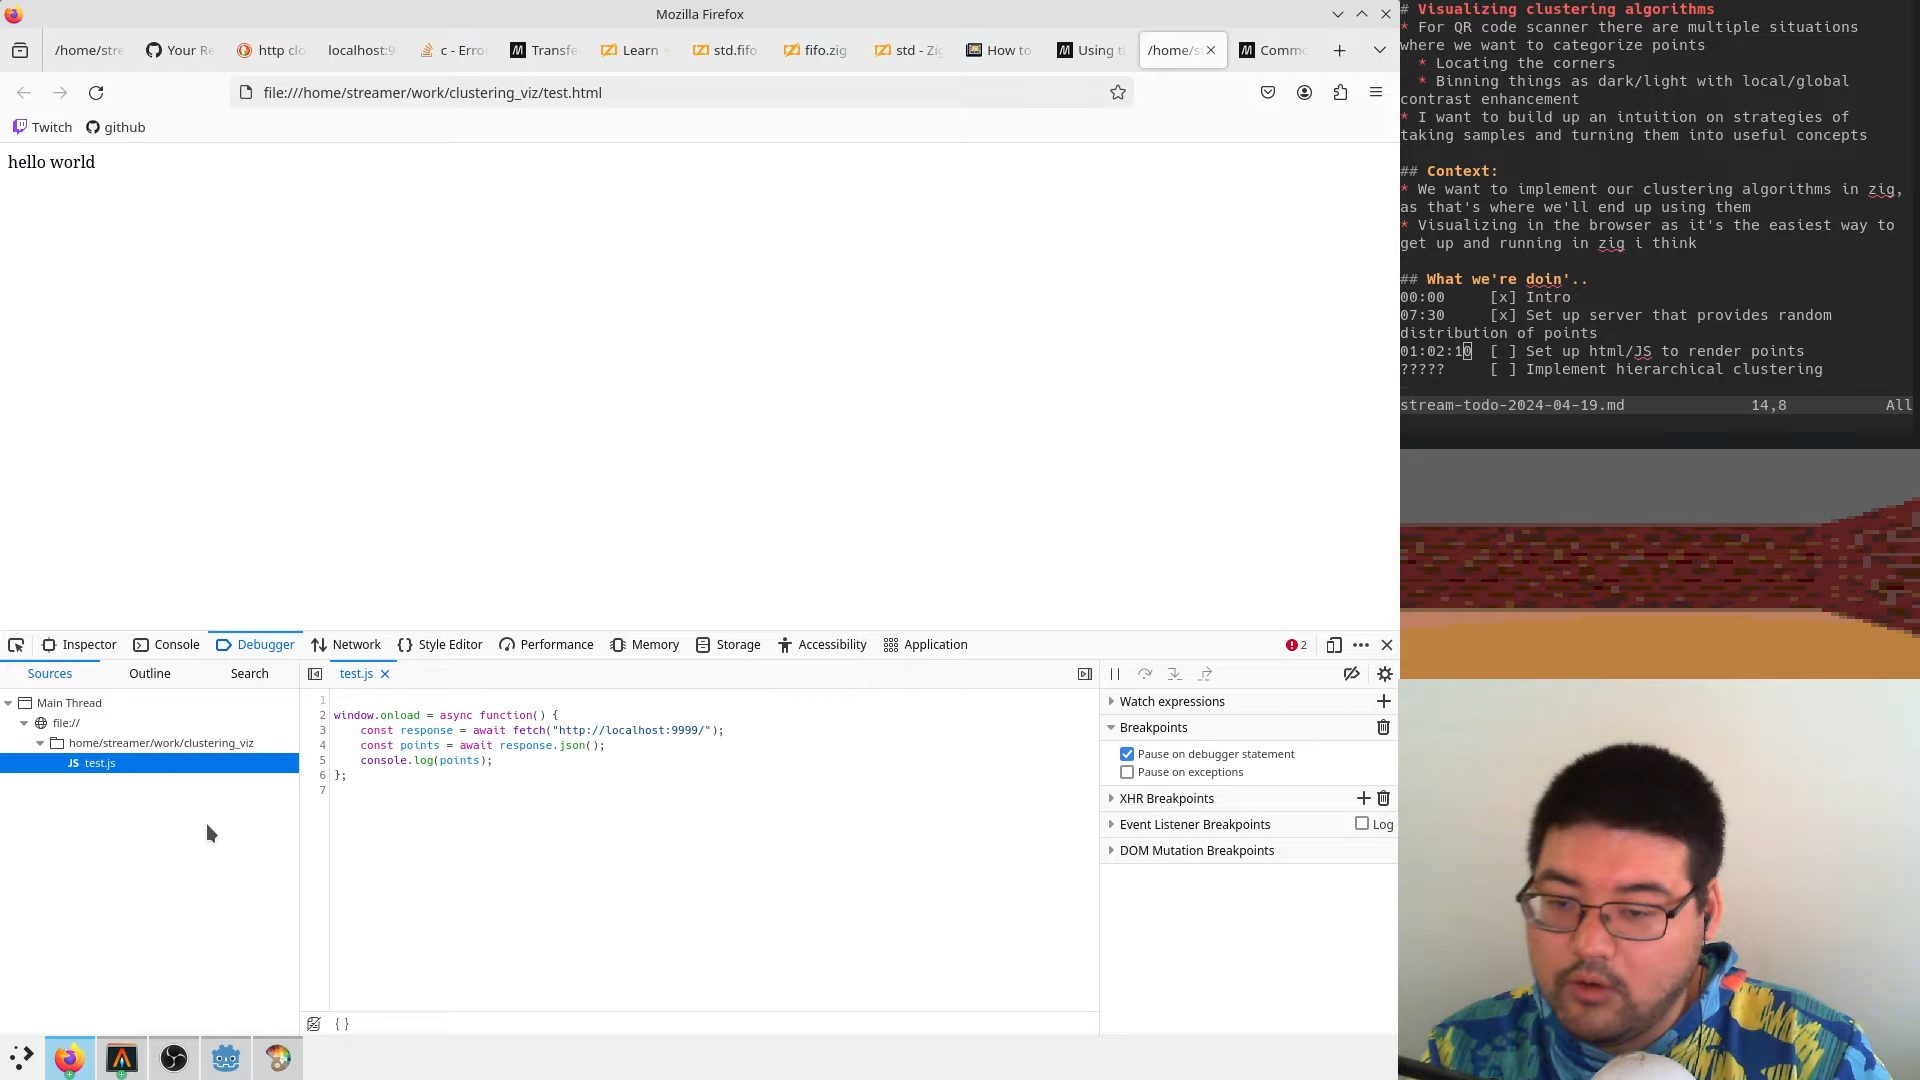 Mozilla Firefox
/home/stre
Your Re
http clo
localhost:9
c - Erro
Transfe
Learn
std.fifo
fifo.zig
std - Zig
How to
Using t
/home/s
Comm
file:///home/streamer/work/clustering_viz/test.html
Twitch
github
hello world
Inspector
Console
Debugger
Network
Style Editor
Performance
Memory
Storage
Accessibility
Application
2
Sources
Outline
Search
test.js
Main Thread
file://
home/streamer/work/clustering_viz
JS test.js
1
2 window.onload = async function() {
3 const response = await fetch("http://localhost:9999/");
4 const points = await response.json();
5 console.log(points);
6 };
7
{ }
Watch expressions
Breakpoints
Pause on debugger statement
Pause on exceptions
XHR Breakpoints
Event Listener Breakpoints
Log
DOM Mutation Breakpoints
# Visualizing clustering algorithms
* For QR code scanner there are multiple situations
where we want to categorize points
* Locating the corners
* Binning things as dark/light with local/global
contrast enhancement
* I want to build up an intuition on strategies of
taking samples and turning them into useful concepts
## Context:
* We want to implement our clustering algorithms in zig,
as that's where we'll end up using them
* Visualizing in the browser as it's the easiest way to
get up and running in zig i think
## What we're doin'..
00:00 [x] Intro
07:30 [x] Set up server that provides random
distribution of points
01:02:10 [ ] Set up html/JS to render points
????? [ ] Implement hierarchical clustering
stream-todo-2024-04-19.md 14,8 All